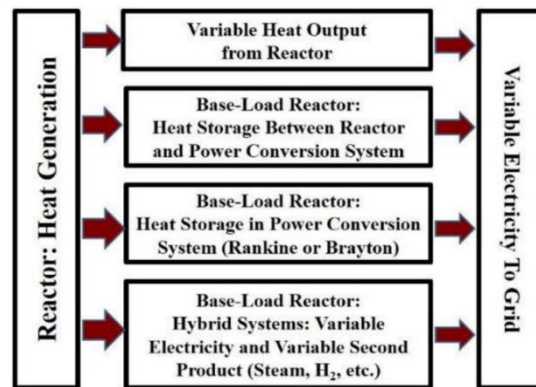 Reactor: Heat Generation
Variable Heat Output
from Reactor
Base-Load Reactor:
Heat Storage Between Reactor
and Power Conversion System
Base-Load Reactor:
Heat Storage in Power Conversion
System (Rankine or Brayton)
Base-Load Reactor:
Hybrid Systems: Variable
Electricity and Variable Second
Product (Steam, H₂, etc.)
Variable Electricity To Grid